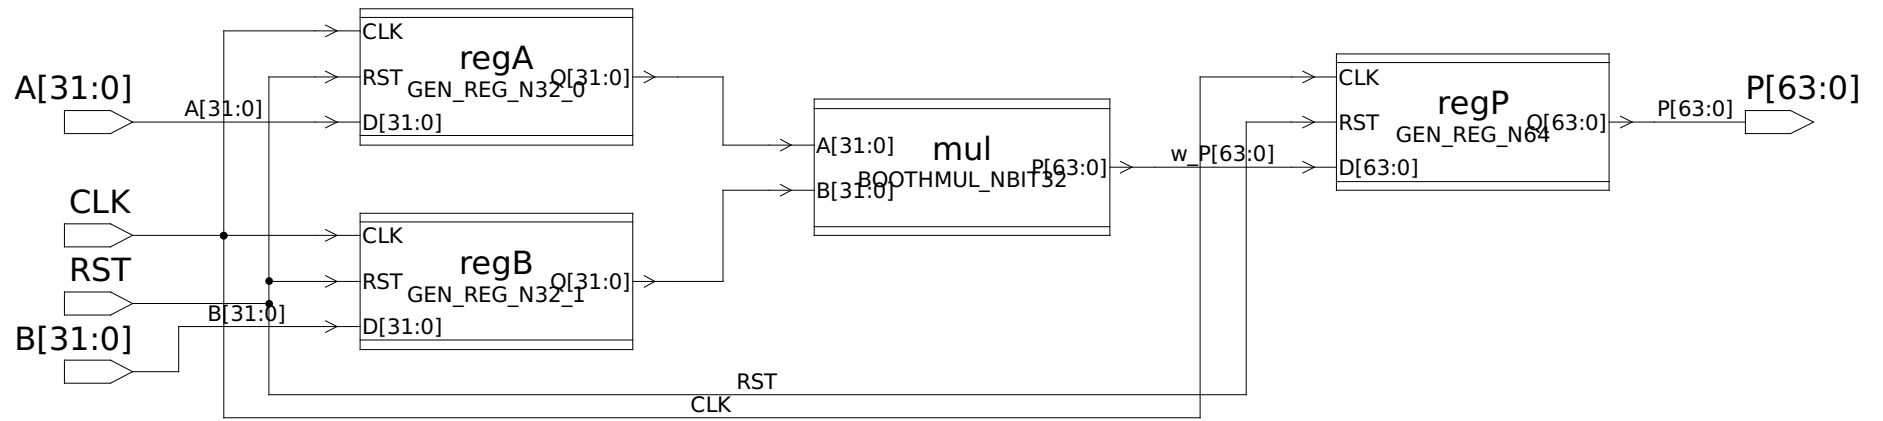 A[31:0]
CLK
RST
B[31:0]
A[31:0]
B[31:0]
CLK
RST
D[31:0]
regA
GEN_REG_N32_0
Q[31:0]
CLK
RST
D[31:0]
regB
GEN_REG_N32_1
Q[31:0]
A[31:0]
B[31:0]
mul
BOOTHMUL_NBIT32
P[63:0]
w_P[63:0]
CLK
RST
D[63:0]
regP
GEN_REG_N64
Q[63:0]
P[63:0]
P[63:0]
RST
CLK